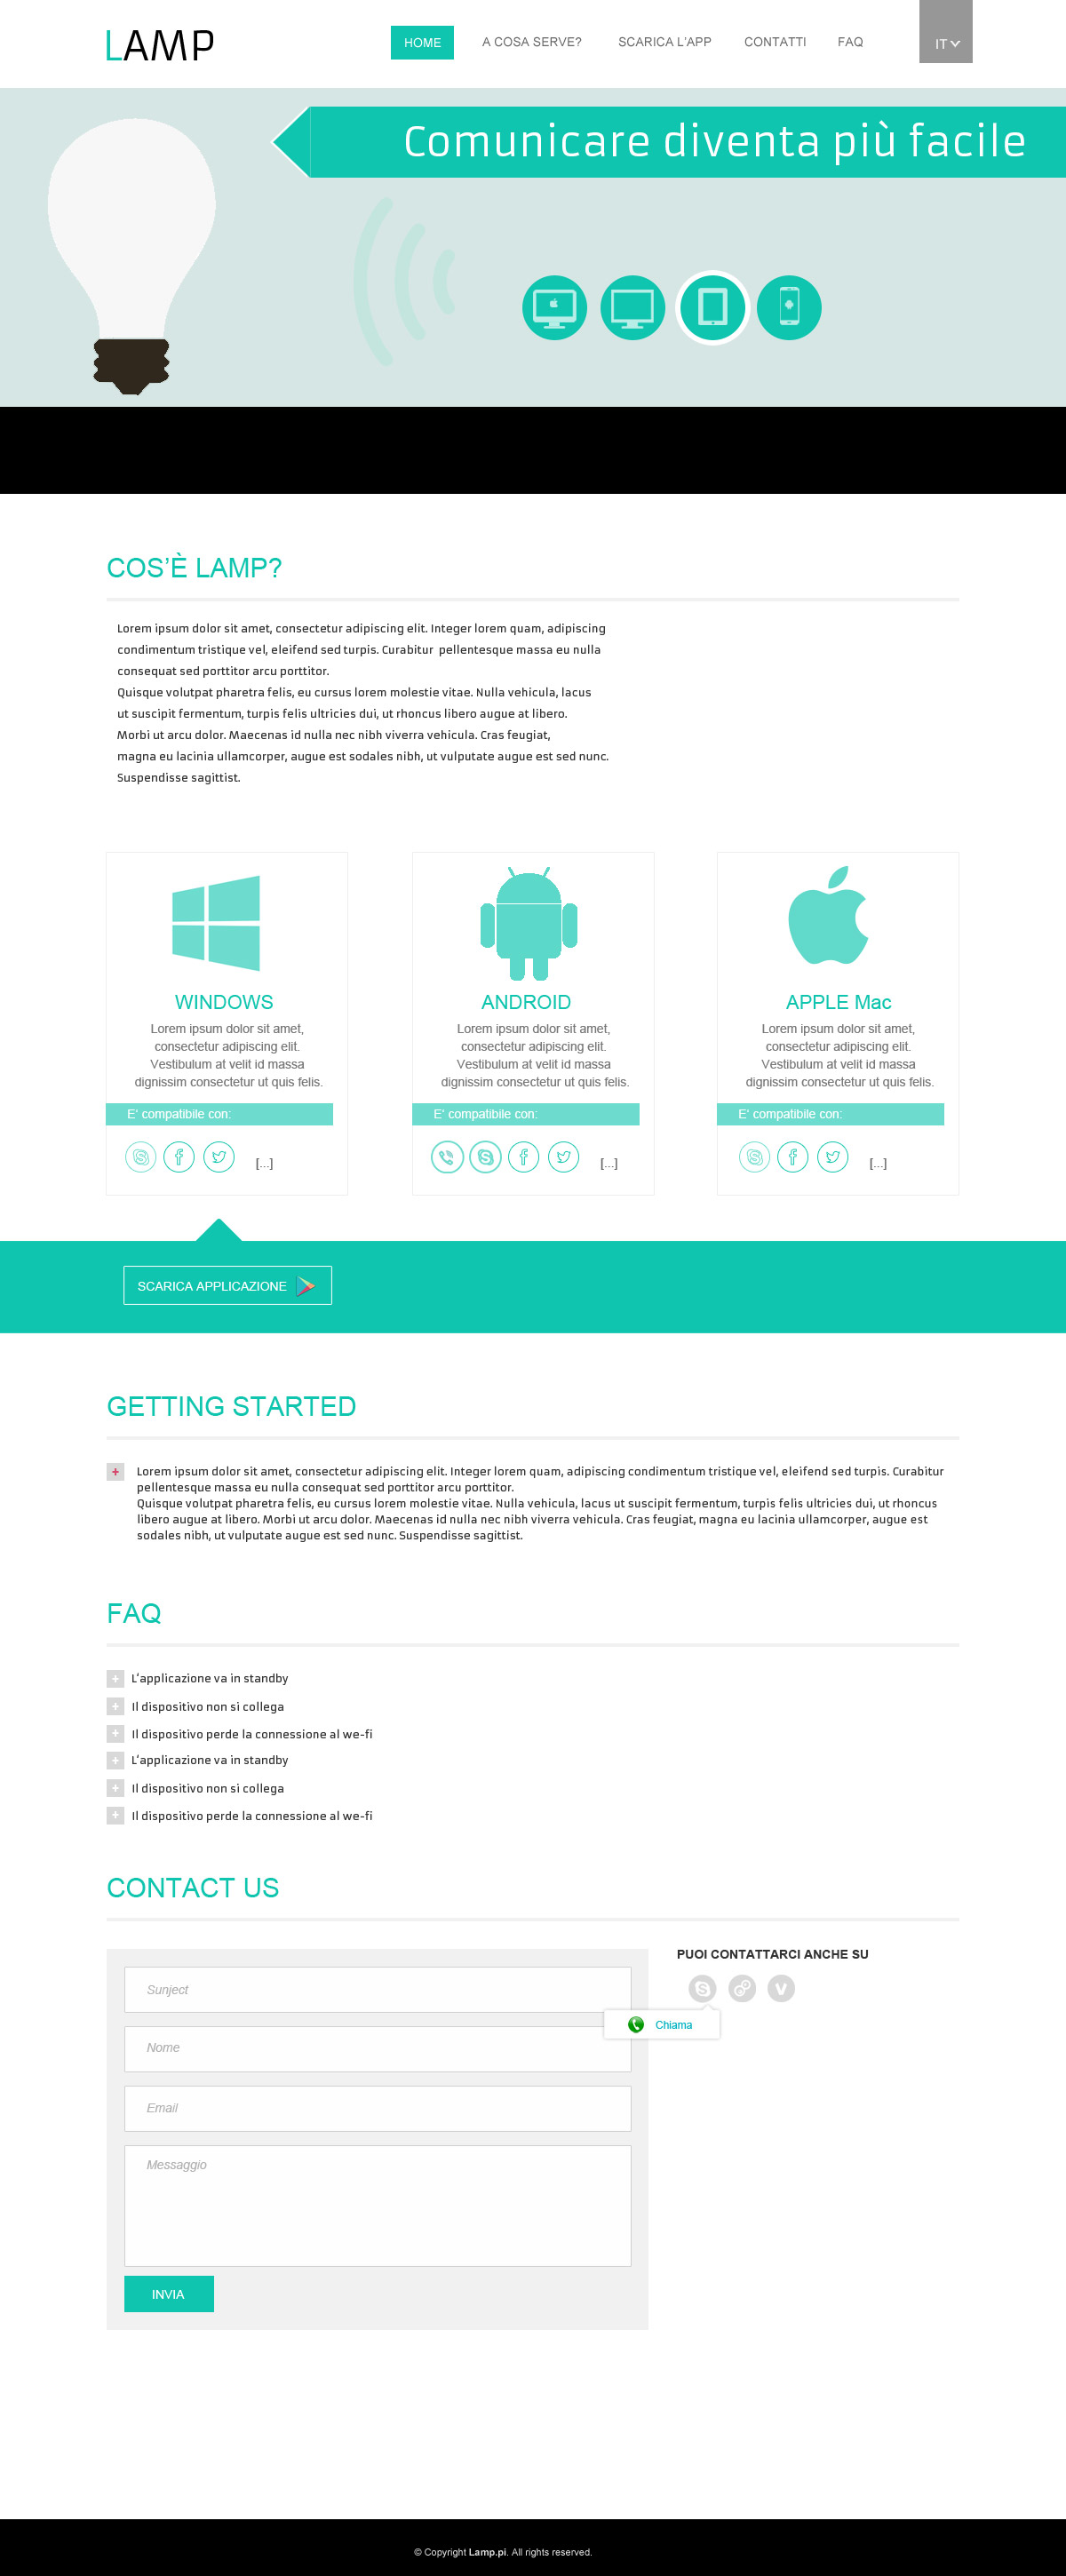 LAMP
HOME
A COSA SERVE?
SCARICA L'APP
CONTATTI
FAQ
IT
Comunicare diventa più facile
COS'È LAMP?
Lorem ipsum dolor sit amet, consectetur adipiscing elit. Integer lorem quam, adipiscing
condimentum tristique vel, eleifend sed turpis. Curabitur pellentesque massa eu nulla
consequat sed porttitor arcu porttitor.
Quisque volutpat pharetra felis, eu cursus lorem molestie vitae. Nulla vehicula, lacus
ut suscipit fermentum, turpis felis ultricies dui, ut rhoncus libero augue at libero.
Morbi ut arcu dolor. Maecenas id nulla nec nibh viverra vehicula. Cras feugiat,
magna eu lacinia ullamcorper, augue est sodales nibh, ut vulputate augue est sed nunc.
Suspendisse sagittist.
WINDOWS
Lorem ipsum dolor sit amet,
consectetur adipiscing elit.
Vestibulum at velit id massa
dignissim consectetur ut quis felis.
E' compatibile con:
[...]
ANDROID
Lorem ipsum dolor sit amet,
consectetur adipiscing elit.
Vestibulum at velit id massa
dignissim consectetur ut quis felis.
E' compatibile con:
[...]
APPLE Mac
Lorem ipsum dolor sit amet,
consectetur adipiscing elit.
Vestibulum at velit id massa
dignissim consectetur ut quis felis.
E' compatibile con:
[...]
SCARICA APPLICAZIONE
GETTING STARTED
+ Lorem ipsum dolor sit amet, consectetur adipiscing elit. Integer lorem quam, adipiscing condimentum tristique vel, eleifend sed turpis. Curabitur
pellentesque massa eu nulla consequat sed porttitor arcu porttitor.
Quisque volutpat pharetra felis, eu cursus lorem molestie vitae. Nulla vehicula, lacus ut suscipit fermentum, turpis felis ultricies dui, ut rhoncus
libero augue at libero. Morbi ut arcu dolor. Maecenas id nulla nec nibh viverra vehicula. Cras feugiat, magna eu lacinia ullamcorper, augue est
sodales nibh, ut vulputate augue est sed nunc. Suspendisse sagittist.
FAQ
+ L'applicazione va in standby
+ Il dispositivo non si collega
+ Il dispositivo perde la connessione al we-fi
+ L'applicazione va in standby
+ Il dispositivo non si collega
+ Il dispositivo perde la connessione al we-fi
CONTACT US
Sunject
Nome
Email
Messaggio
INVIA
PUOI CONTATTARCI ANCHE SU
Chiama
© Copyright Lamp.pi. All rights reserved.